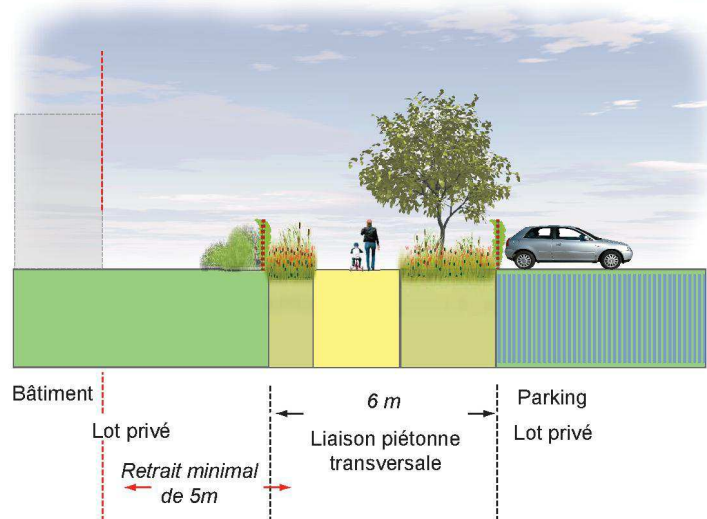 Bâtiment
Lot privé
Retrait minimal
de 5m
6 m
Liaison piétonne
transversale
Parking
Lot privé